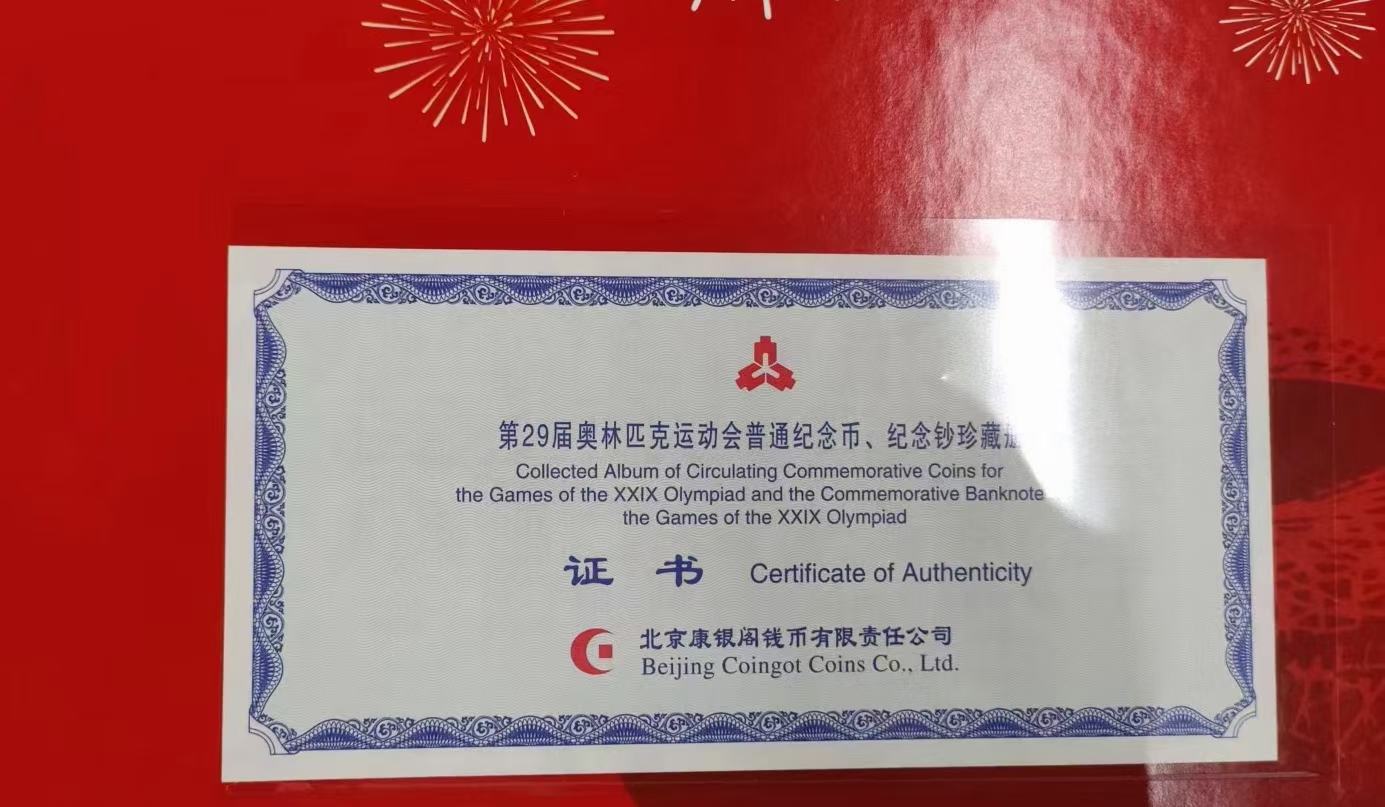 第29届奥林匹克运动会普通纪念币、纪念钞珍藏
Collected Album of Circulating Commemorative Coins for
the Games of the XXIX Olympiad and the Commemorative Banknote
the Games of the XXIX Olympiad
证 书 Certificate of Authenticity
北京康银阁钱币有限责任公司
Beijing Coingot Coins Co., Ltd.